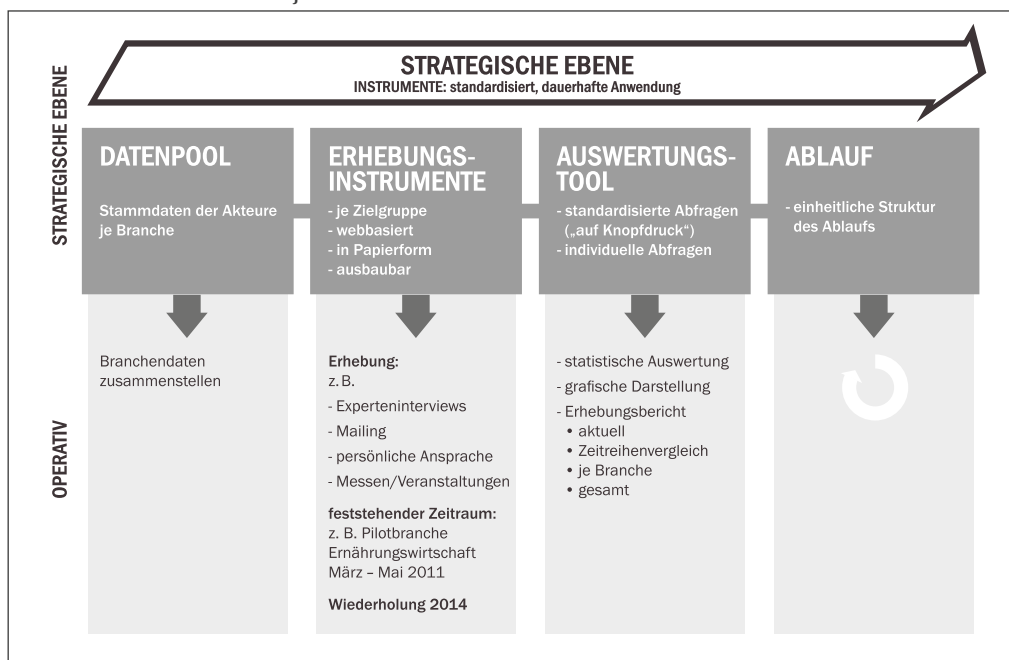 STRATEGISCHE EBENE
STRATEGISCHE EBENE
INSTRUMENTE: standardisiert, dauerhafte Anwendung
DATENPOOL
Stammdaten der Akteure
je Branche
ERHEBUNGS-
INSTRUMENTE
- je Zielgruppe
- webbasiert
- in Papierform
- ausbaubar
AUSWERTUNGS-
TOOL
- standardisierte Abfragen
(„auf Knopfdruck“)
- individuelle Abfragen
ABLAUF
- einheitliche Struktur
des Ablaufs
OPERATIV
Branchendaten
zusammenstellen
Erhebung:
z. B.
- Experteninterviews
- Mailing
- persönliche Ansprache
- Messen/Veranstaltungen
feststehender Zeitraum:
z. B. Pilotbranche
Ernährungswirtschaft
März – Mai 2011
Wiederholung 2014
- statistische Auswertung
- grafische Darstellung
- Erhebungsbericht
• aktuell
• Zeitreihenvergleich
• je Branche
• gesamt